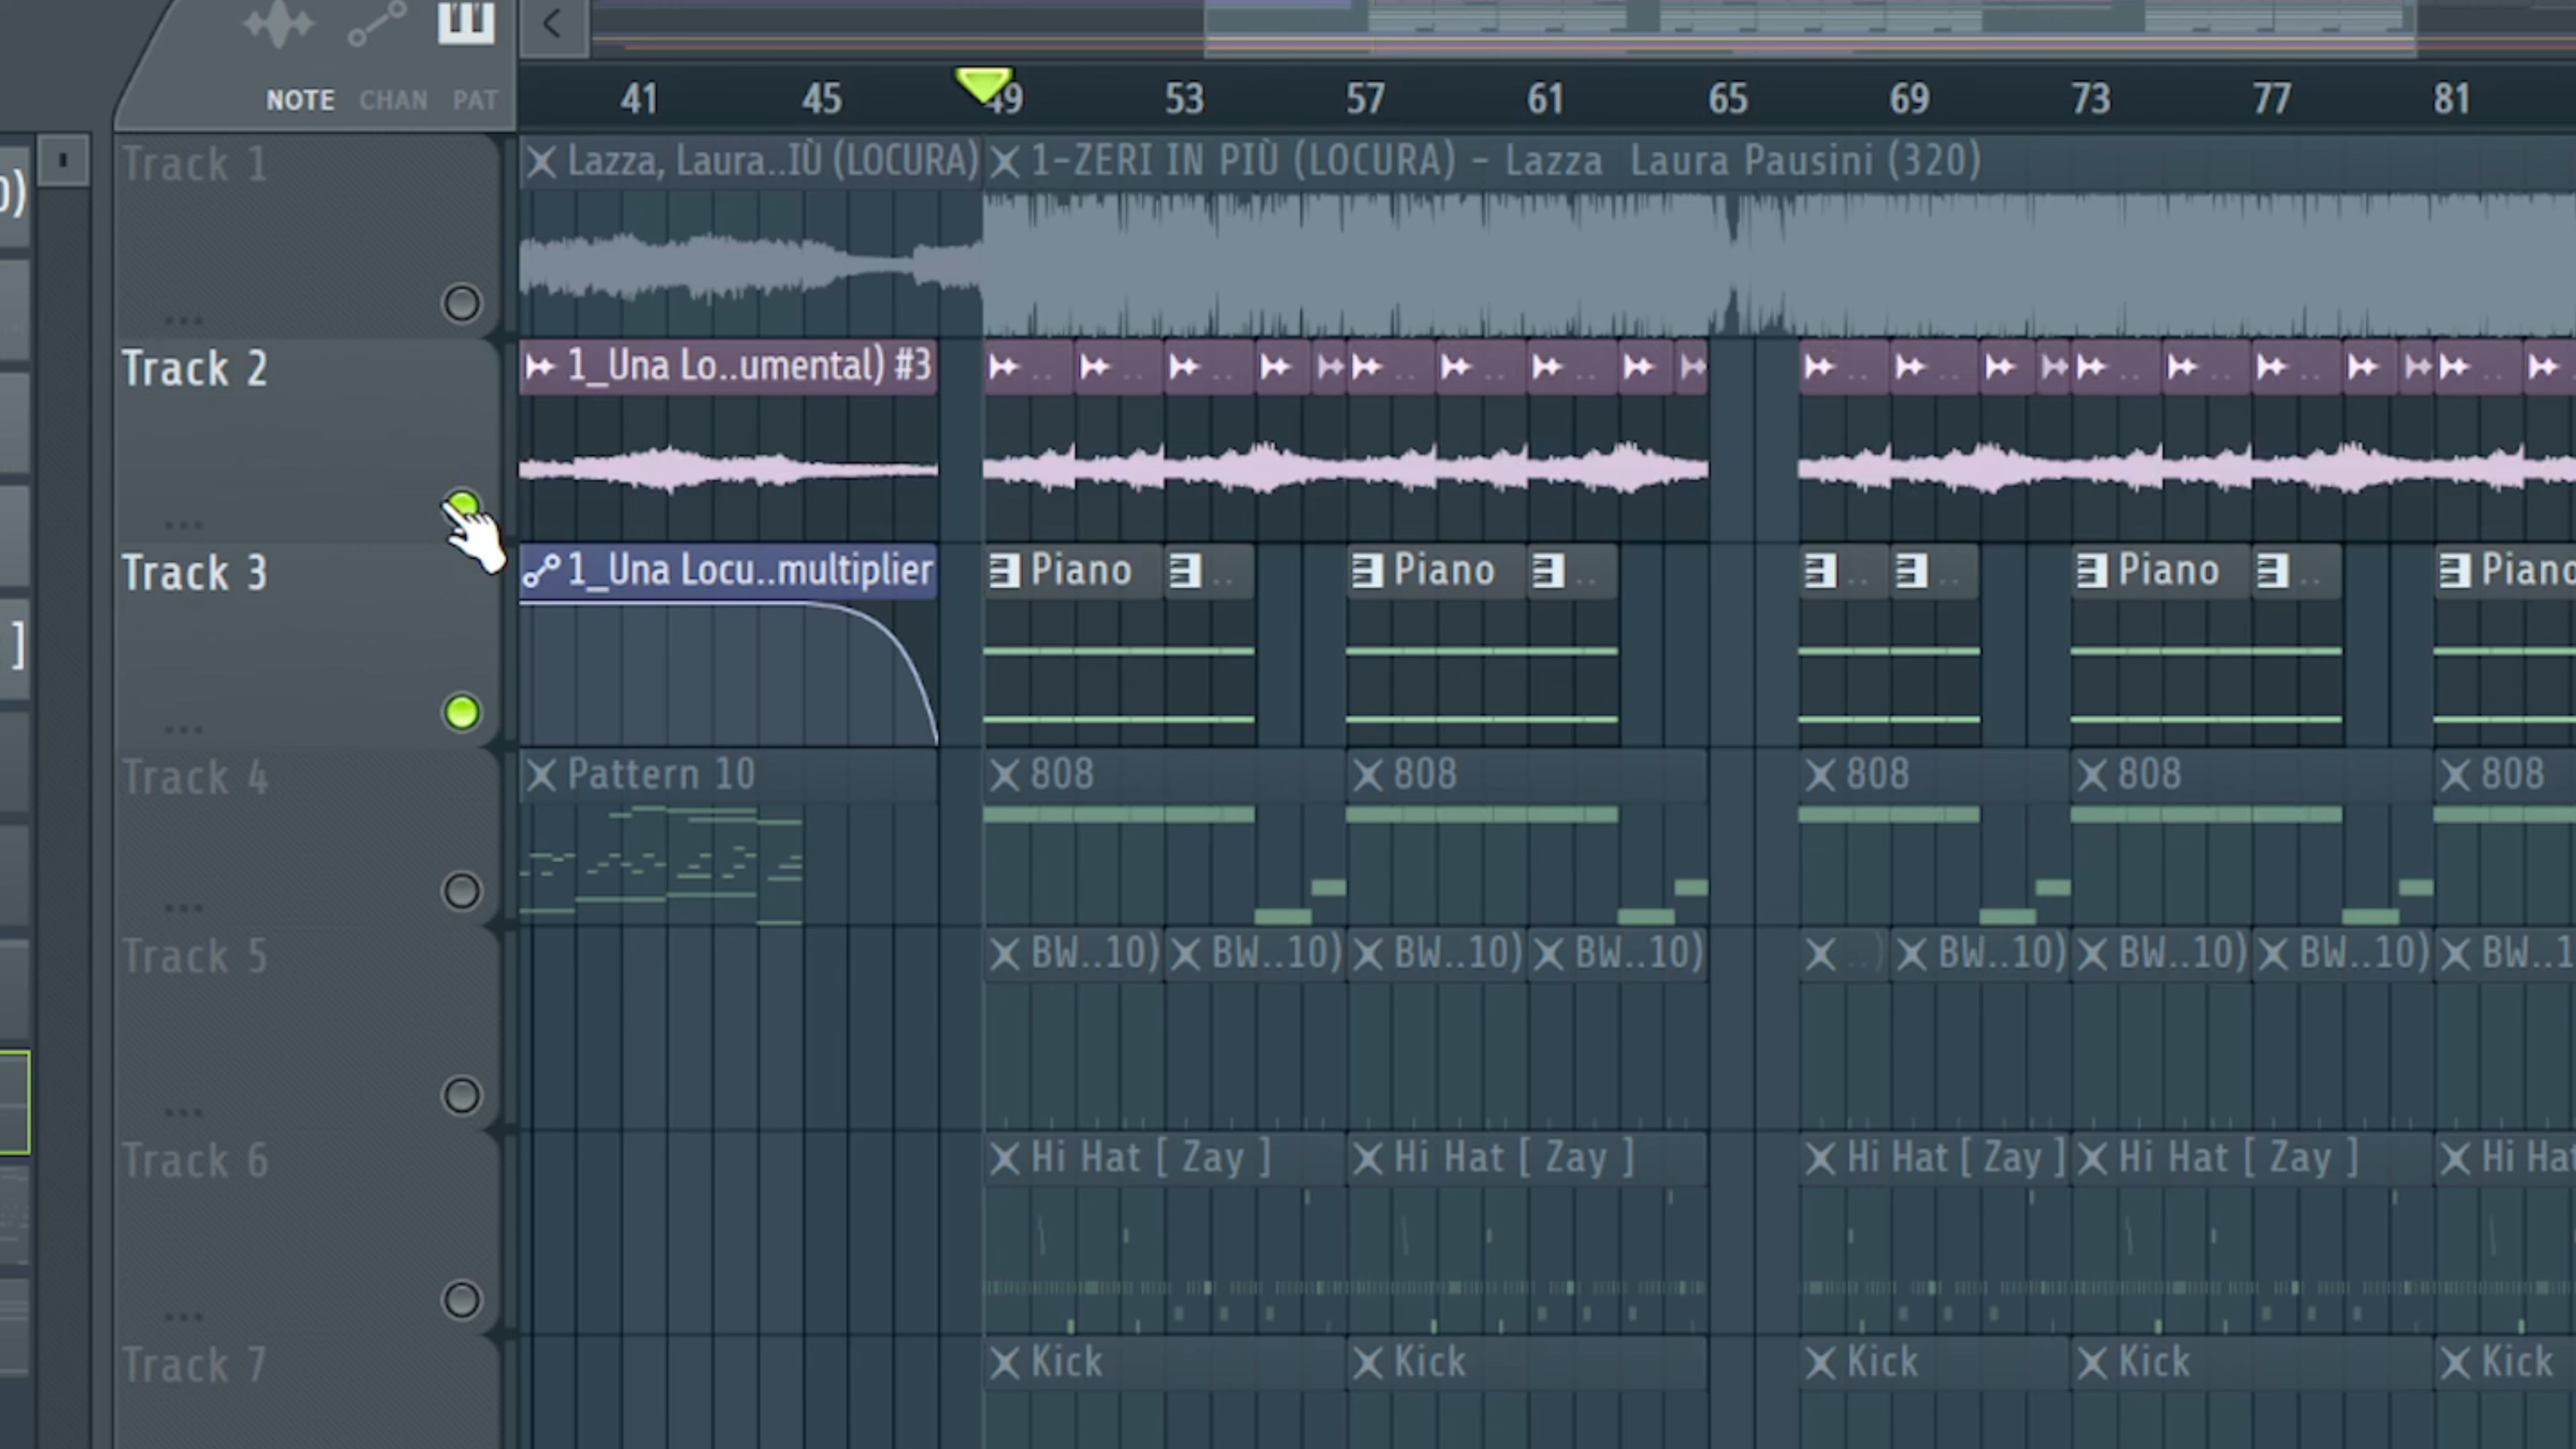 NOTE CHAN PAT
41 45 49 53 57 61 65 69 73 77 81
0)
Track 1
Lazza, Laura..IÙ (LOCURA) 1-ZERI IN PIÙ (LOCURA) - Lazza Laura Pausini (320)
...
Track 2
1_Una Lo..umental) #3
...
Track 3
1_Una Locu..multiplier Piano .. Piano .. .. .. Piano .. Piano
]
...
Track 4
Pattern 10 808 808 808 808 808
...
Track 5
BW..10) BW..10) BW..10) BW..10) ..) BW..10) BW..10) BW..10) BW..1
...
Track 6
Hi Hat [ Zay ] Hi Hat [ Zay ] Hi Hat [ Zay ] Hi Hat [ Zay ] Hi Hat
...
Track 7
Kick Kick Kick Kick Kick